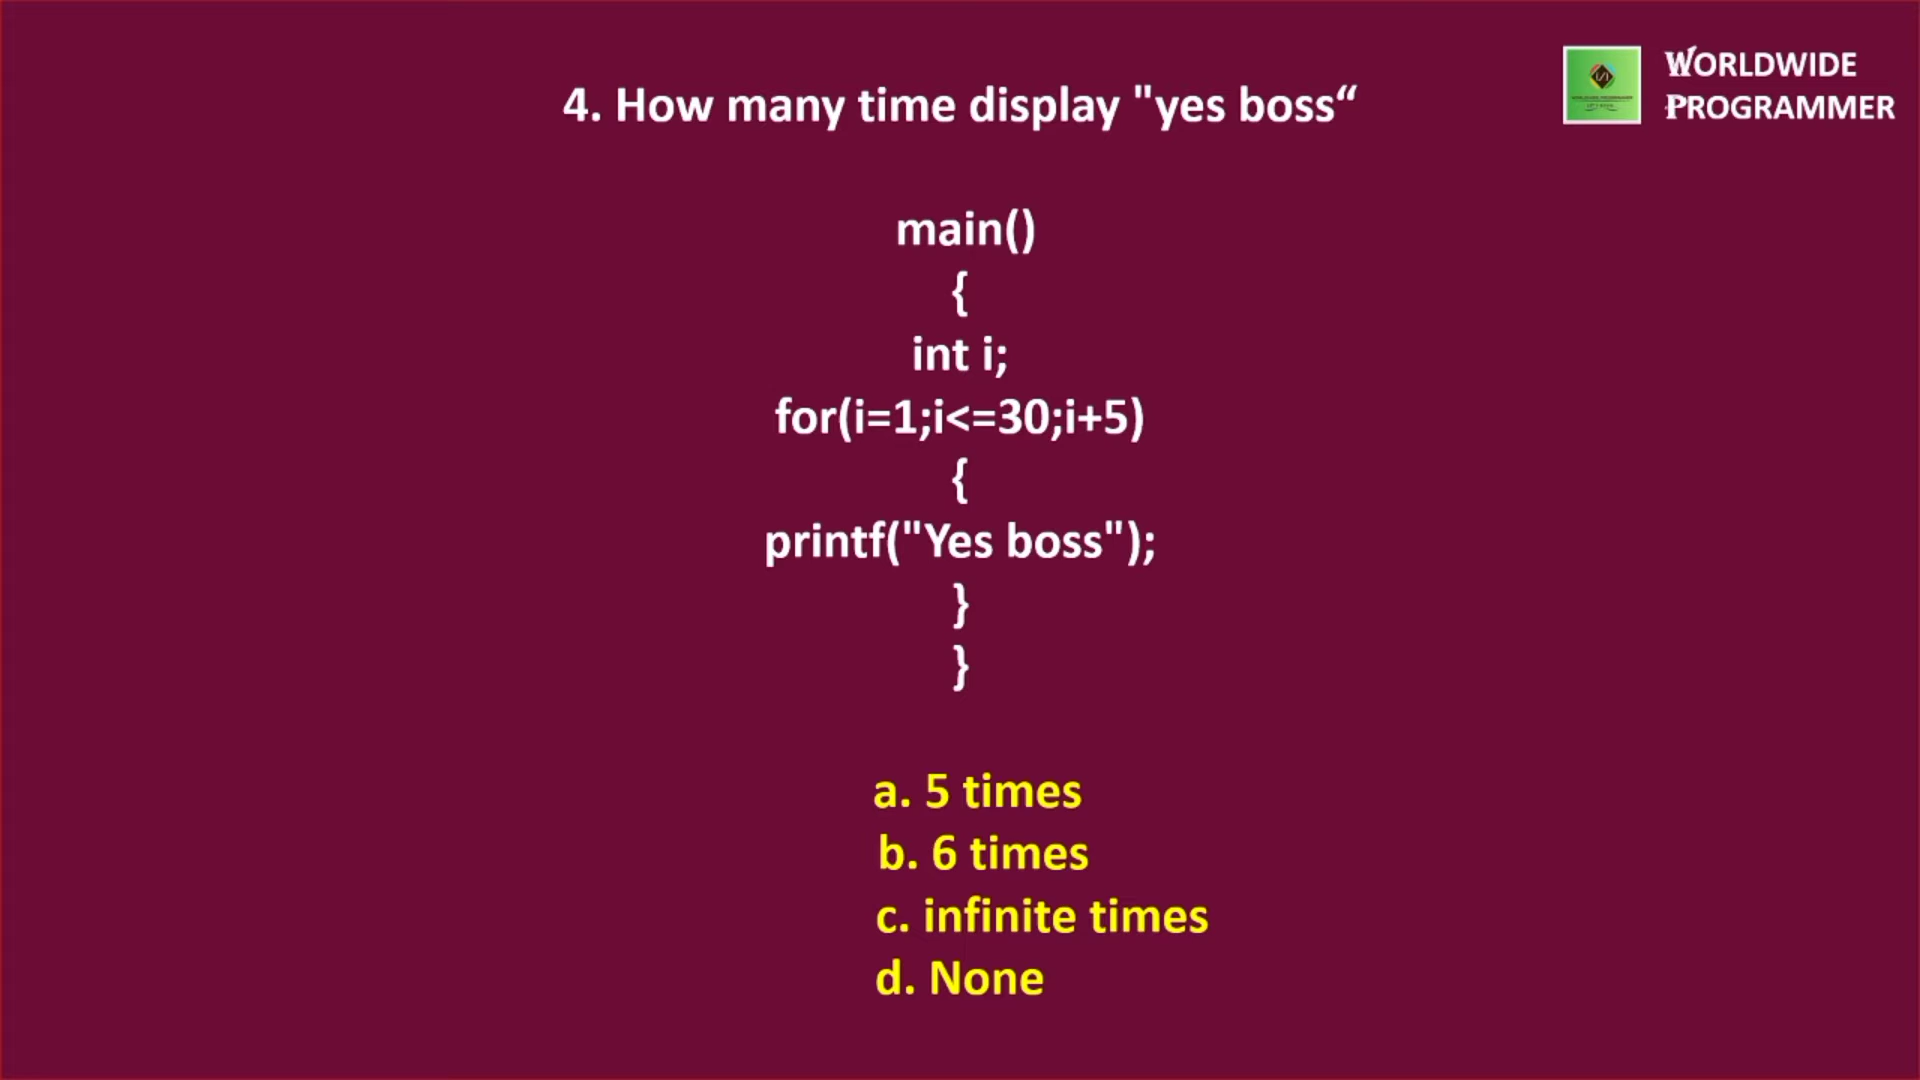 WORLDWIDE
PROGRAMMER
4. How many time display "yes boss“
main()
{
int i;
for(i=1;i<=30;i+5)
{
printf("Yes boss");
}
}
a. 5 times
b. 6 times
c. infinite times
d. None